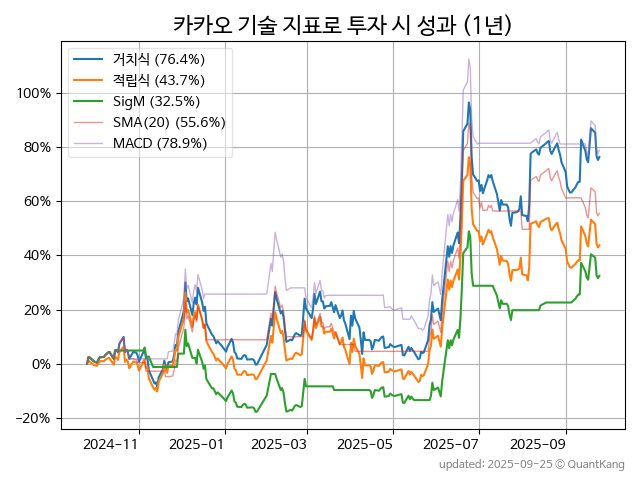 카카오 기술 지표로 투자 시 성과 (1년)
거치식 (76.4%)
적립식 (43.7%)
SigM (32.5%)
SMA(20) (55.6%)
MACD (78.9%)
100%
80%
60%
40%
20%
0%
−20%
2024−11 2025−01 2025−03 2025−05 2025−07 2025−09
updated: 2025-09-25 © QuantKang